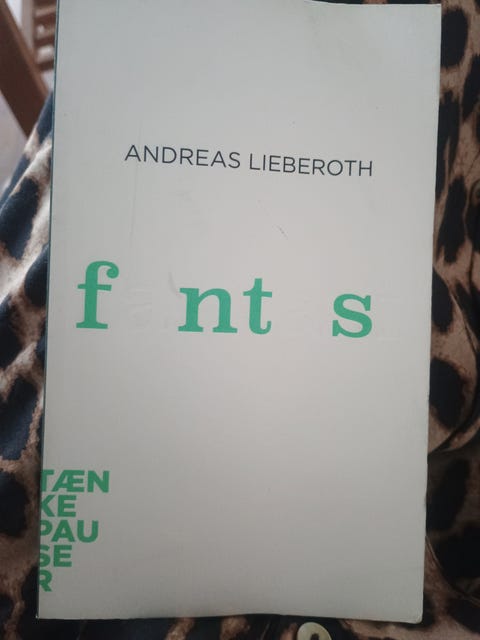 ANDREAS LIEBEROTH
f nt s
TÆN
KE
PAU
SE
R